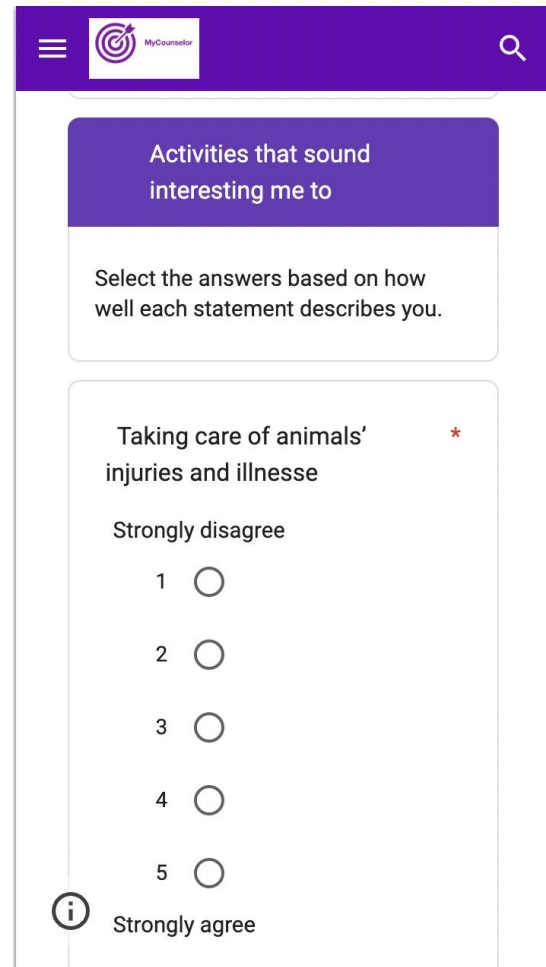 MyCounselor
Activities that sound
interesting me to
Select the answers based on how
well each statement describes you.
Taking care of animals’ *
injuries and illnesse
Strongly disagree
1
2
3
4
5
Strongly agree